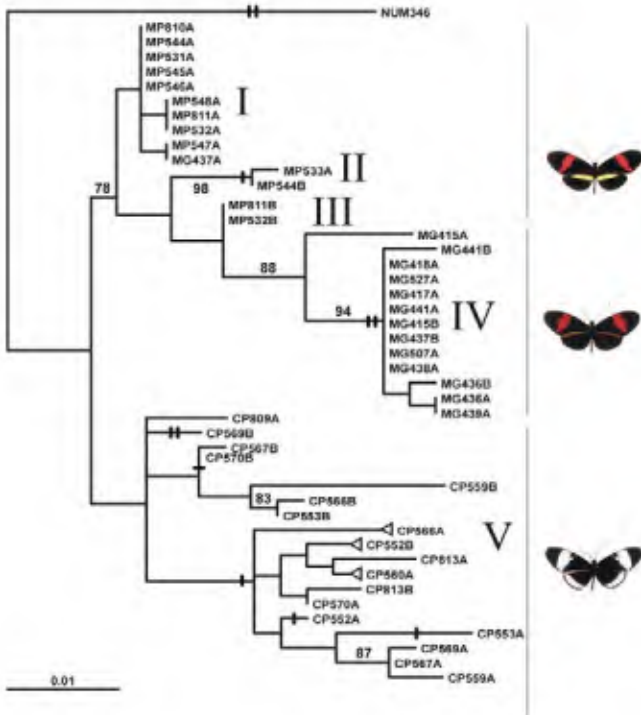 NUM346
MP810A
MP544A
MP531A
MP545A
MP546A
MP548A
I
MP811A
MP532A
MP547A
MG437A
78
MP533A
II
98
MP544B
MP811B
III
MP532B
MG415A
MG441B
88
MG418A
MG527A
MG417A
94
MG441A
IV
MG415B
MG437B
MG507A
MG438A
MG436B
MG436A
MG439A
CP809A
CP569B
CP567B
CP570B
CP559B
83
CP566B
CP553B
CP566A
V
CP552B
CP813A
CP560A
CP813B
CP570A
CP552A
CP553A
CP569A
87
CP567A
CP559A
0.01